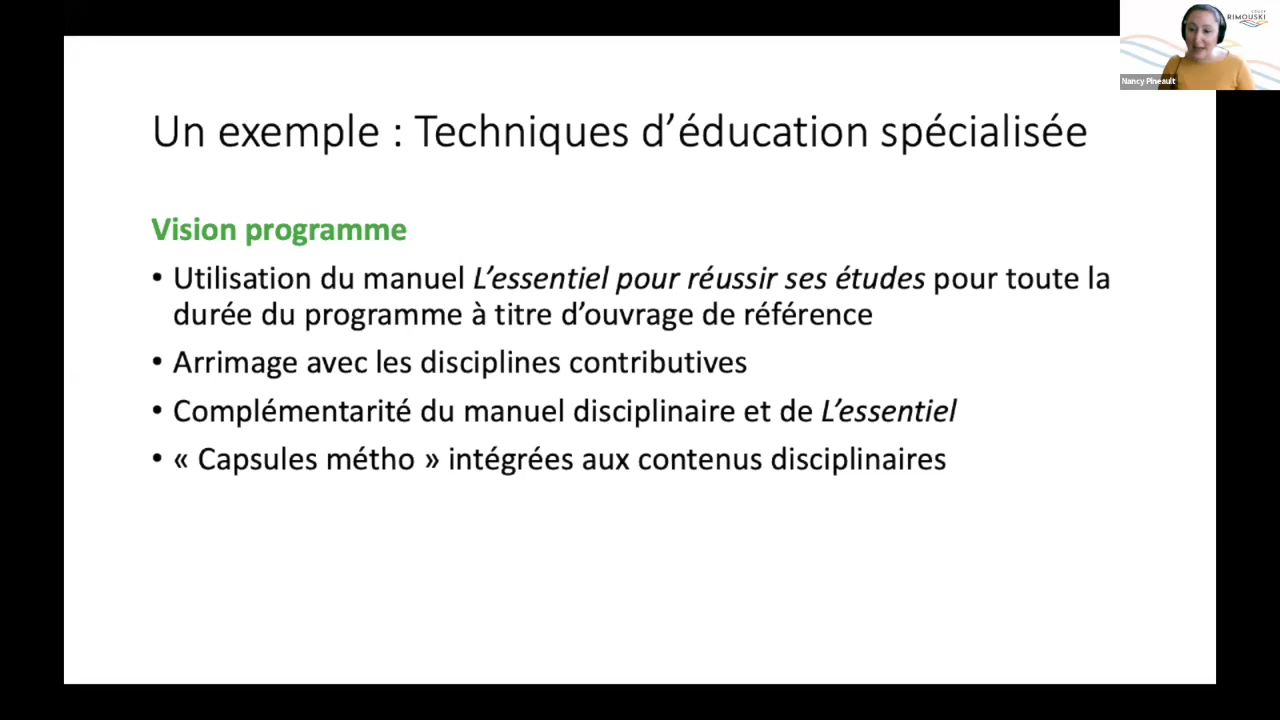 CÉGEP
RIMOUSKI
Nancy Pineault
Un exemple : Techniques d’éducation spécialisée
Vision programme
• Utilisation du manuel L’essentiel pour réussir ses études pour toute la
durée du programme à titre d’ouvrage de référence
• Arrimage avec les disciplines contributives
• Complémentarité du manuel disciplinaire et de L’essentiel
• « Capsules métho » intégrées aux contenus disciplinaires